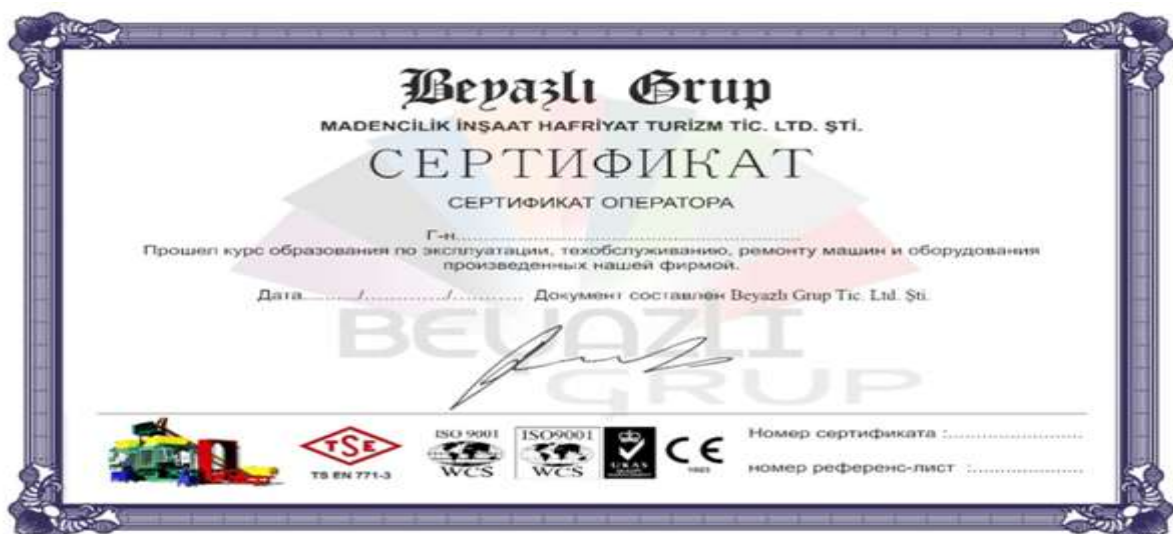 Beyazlı Grup
MADENCİLİK İNŞAAT HAFRİYAT TURİZM TİC. LTD. ŞTİ.
СЕРТИФИКАТ
СЕРТИФИКАТ ОПЕРАТОРА
Г-н..........................................................
Прошел курс образования по эксплуатации, техобслуживанию, ремонту машин и оборудования
произведенных нашей фирмой.
Дата........../............../............ Документ составлен Beyazlı Grup Tic. Ltd. Şti.
BEYAZLI
GRUP
TSE
TS EN 771-3
ISO 9001
WCS
ISO9001
WCS
UKAS
CE
Номер сертификата :.......................
номер референс-лист :...................